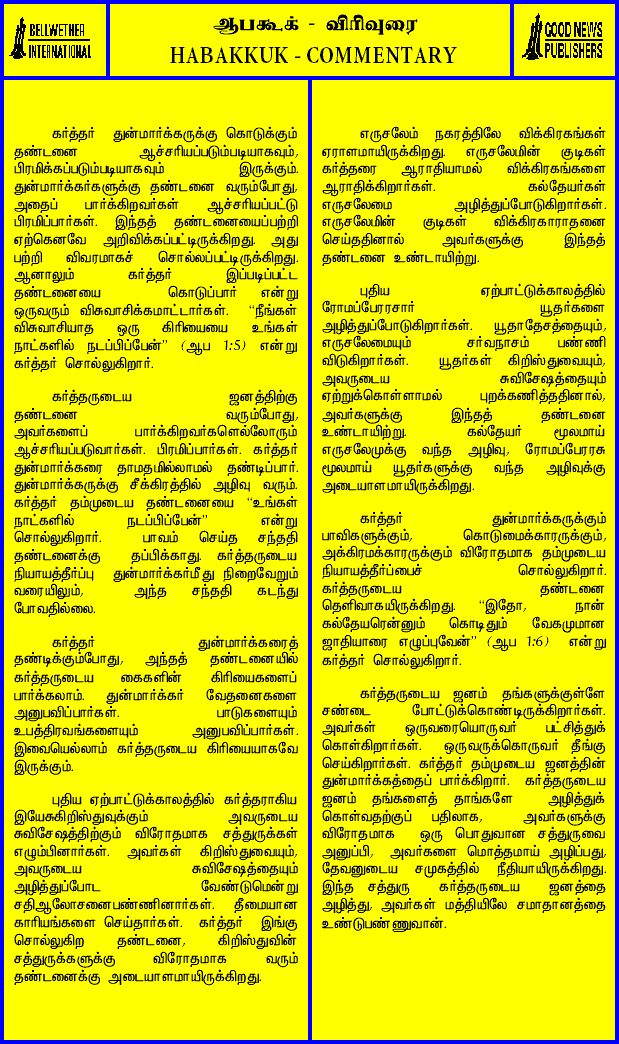 BELLWETHER
INTERNATIONAL
ஆபகூக் - விரிவுரை
HABAKKUK - COMMENTARY
GOOD NEWS
PUBLISHERS
கர்த்தர் துன்மார்க்கருக்கு கொடுக்கும்
தண்டனை ஆச்சரியப்படும்படியாகவும்,
பிரமிக்கப்படும்படியாகவும் இருக்கும்.
துன்மார்க்கர்களுக்கு தண்டனை வரும்போது,
அதைப் பார்க்கிறவர்கள் ஆச்சரியப்பட்டு
பிரமிப்பார்கள். இந்தத் தண்டனையைப்பற்றி
ஏற்கெனவே அறிவிக்கப்பட்டிருக்கிறது. அது
பற்றி விவரமாகச் சொல்லப்பட்டிருக்கிறது.
ஆனாலும் கர்த்தர் இப்படிப்பட்ட
தண்டனையை கொடுப்பார் என்று
ஒருவரும் விசுவாசிக்கமாட்டார்கள். “நீங்கள்
விசுவாசியாத ஒரு கிரியையை உங்கள்
நாட்களில் நடப்பிப்பேன்” (ஆப 1:5) என்று
கர்த்தர் சொல்லுகிறார்.
கர்த்தருடைய ஜனத்திற்கு
தண்டனை வரும்போது,
அவர்களைப் பார்க்கிறவர்களெல்லோரும்
ஆச்சரியப்படுவார்கள். பிரமிப்பார்கள். கர்த்தர்
துன்மார்க்கரை தாமதமில்லாமல் தண்டிப்பார்.
துன்மார்க்கருக்கு சீக்கிரத்தில் அழிவு வரும்.
கர்த்தர் தம்முடைய தண்டனையை “உங்கள்
நாட்களில் நடப்பிப்பேன்” என்று
சொல்லுகிறார். பாவம் செய்த சந்ததி
தண்டனைக்கு தப்பிக்காது. கர்த்தருடைய
நியாயத்தீர்ப்பு துன்மார்க்கர்மீது நிறைவேறும்
வரையிலும், அந்த சந்ததி கடந்து
போவதில்லை.
கர்த்தர் துன்மார்க்கரைத்
தண்டிக்கும்போது, அந்தத் தண்டனையில்
கர்த்தருடைய கைகளின் கிரியைகளைப்
பார்க்கலாம். துன்மார்க்கர் வேதனைகளை
அனுபவிப்பார்கள். பாடுகளையும்
உபத்திரவங்களையும் அனுபவிப்பார்கள்.
இவையெல்லாம் கர்த்தருடைய கிரியையாகவே
இருக்கும்.
புதிய ஏற்பாட்டுக்காலத்தில் கர்த்தராகிய
இயேசுகிறிஸ்துவுக்கும் அவருடைய
சுவிசேஷத்திற்கும் விரோதமாக சத்துருக்கள்
எழும்பினார்கள். அவர்கள் கிறிஸ்துவையும்,
அவருடைய சுவிசேஷத்தையும்
அழித்துப்போட வேண்டுமென்று
சதிஆலோசனைபண்ணினார்கள். தீமையான
காரியங்களை செய்தார்கள். கர்த்தர் இங்கு
சொல்லுகிற தண்டனை, கிறிஸ்துவின்
சத்துருக்களுக்கு விரோதமாக வரும்
தண்டனைக்கு அடையாளமாயிருக்கிறது.
எருசலேம் நகரத்திலே விக்கிரகங்கள்
ஏராளமாயிருக்கிறது. எருசலேமின் குடிகள்
கர்த்தரை ஆராதியாமல் விக்கிரகங்களை
ஆராதிக்கிறார்கள். கல்தேயர்கள்
எருசலேமை அழித்துப்போடுகிறார்கள்.
எருசலேமின் குடிகள் விக்கிரகாராதனை
செய்ததினால் அவர்களுக்கு இந்தத்
தண்டனை உண்டாயிற்று.
புதிய ஏற்பாட்டுக்காலத்தில்
ரோமப்பேரரசார் யூதர்களை
அழித்துப்போடுகிறார்கள். யூதாதேசத்தையும்,
எருசலேமையும் சர்வநாசம் பண்ணி
விடுகிறார்கள். யூதர்கள் கிறிஸ்துவையும்,
அவருடைய சுவிசேஷத்தையும்
ஏற்றுக்கொள்ளாமல் புறக்கணித்ததினால்,
அவர்களுக்கு இந்தத் தண்டனை
உண்டாயிற்று. கல்தேயர் மூலமாய்
எருசலேமுக்கு வந்த அழிவு, ரோமப்பேரரசு
மூலமாய் யூதர்களுக்கு வந்த அழிவுக்கு
அடையாளமாயிருக்கிறது.
கர்த்தர் துன்மார்க்கருக்கும்
பாவிகளுக்கும், கொடுமைக்காரருக்கும்,
அக்கிரமக்காரருக்கும் விரோதமாக தம்முடைய
நியாயத்தீர்ப்பைச் சொல்லுகிறார்.
கர்த்தருடைய தண்டனை
தெளிவாகயிருக்கிறது. “இதோ, நான்
கல்தேயரென்னும் கொடிதும் வேகமுமான
ஜாதியாரை எழுப்புவேன்” (ஆப 1:6) என்று
கர்த்தர் சொல்லுகிறார்.
கர்த்தருடைய ஜனம் தங்களுக்குள்ளே
சண்டை போட்டுக்கொண்டிருக்கிறார்கள்.
அவர்கள் ஒருவரையொருவர் பட்சித்துக்
கொள்கிறார்கள். ஒருவருக்கொருவர் தீங்கு
செய்கிறார்கள். கர்த்தர் தம்முடைய ஜனத்தின்
துன்மார்க்கத்தைப் பார்க்கிறார். கர்த்தருடைய
ஜனம் தங்களைத் தாங்களே அழித்துக்
கொள்வதற்குப் பதிலாக, அவர்களுக்கு
விரோதமாக ஒரு பொதுவான சத்துருவை
அனுப்பி, அவர்களை மொத்தமாய் அழிப்பது,
தேவனுடைய சமுகத்தில் நீதியாயிருக்கிறது.
இந்த சத்துரு கர்த்தருடைய ஜனத்தை
அழித்து, அவர்கள் மத்தியிலே சமாதானத்தை
உண்டுபண்ணுவான்.